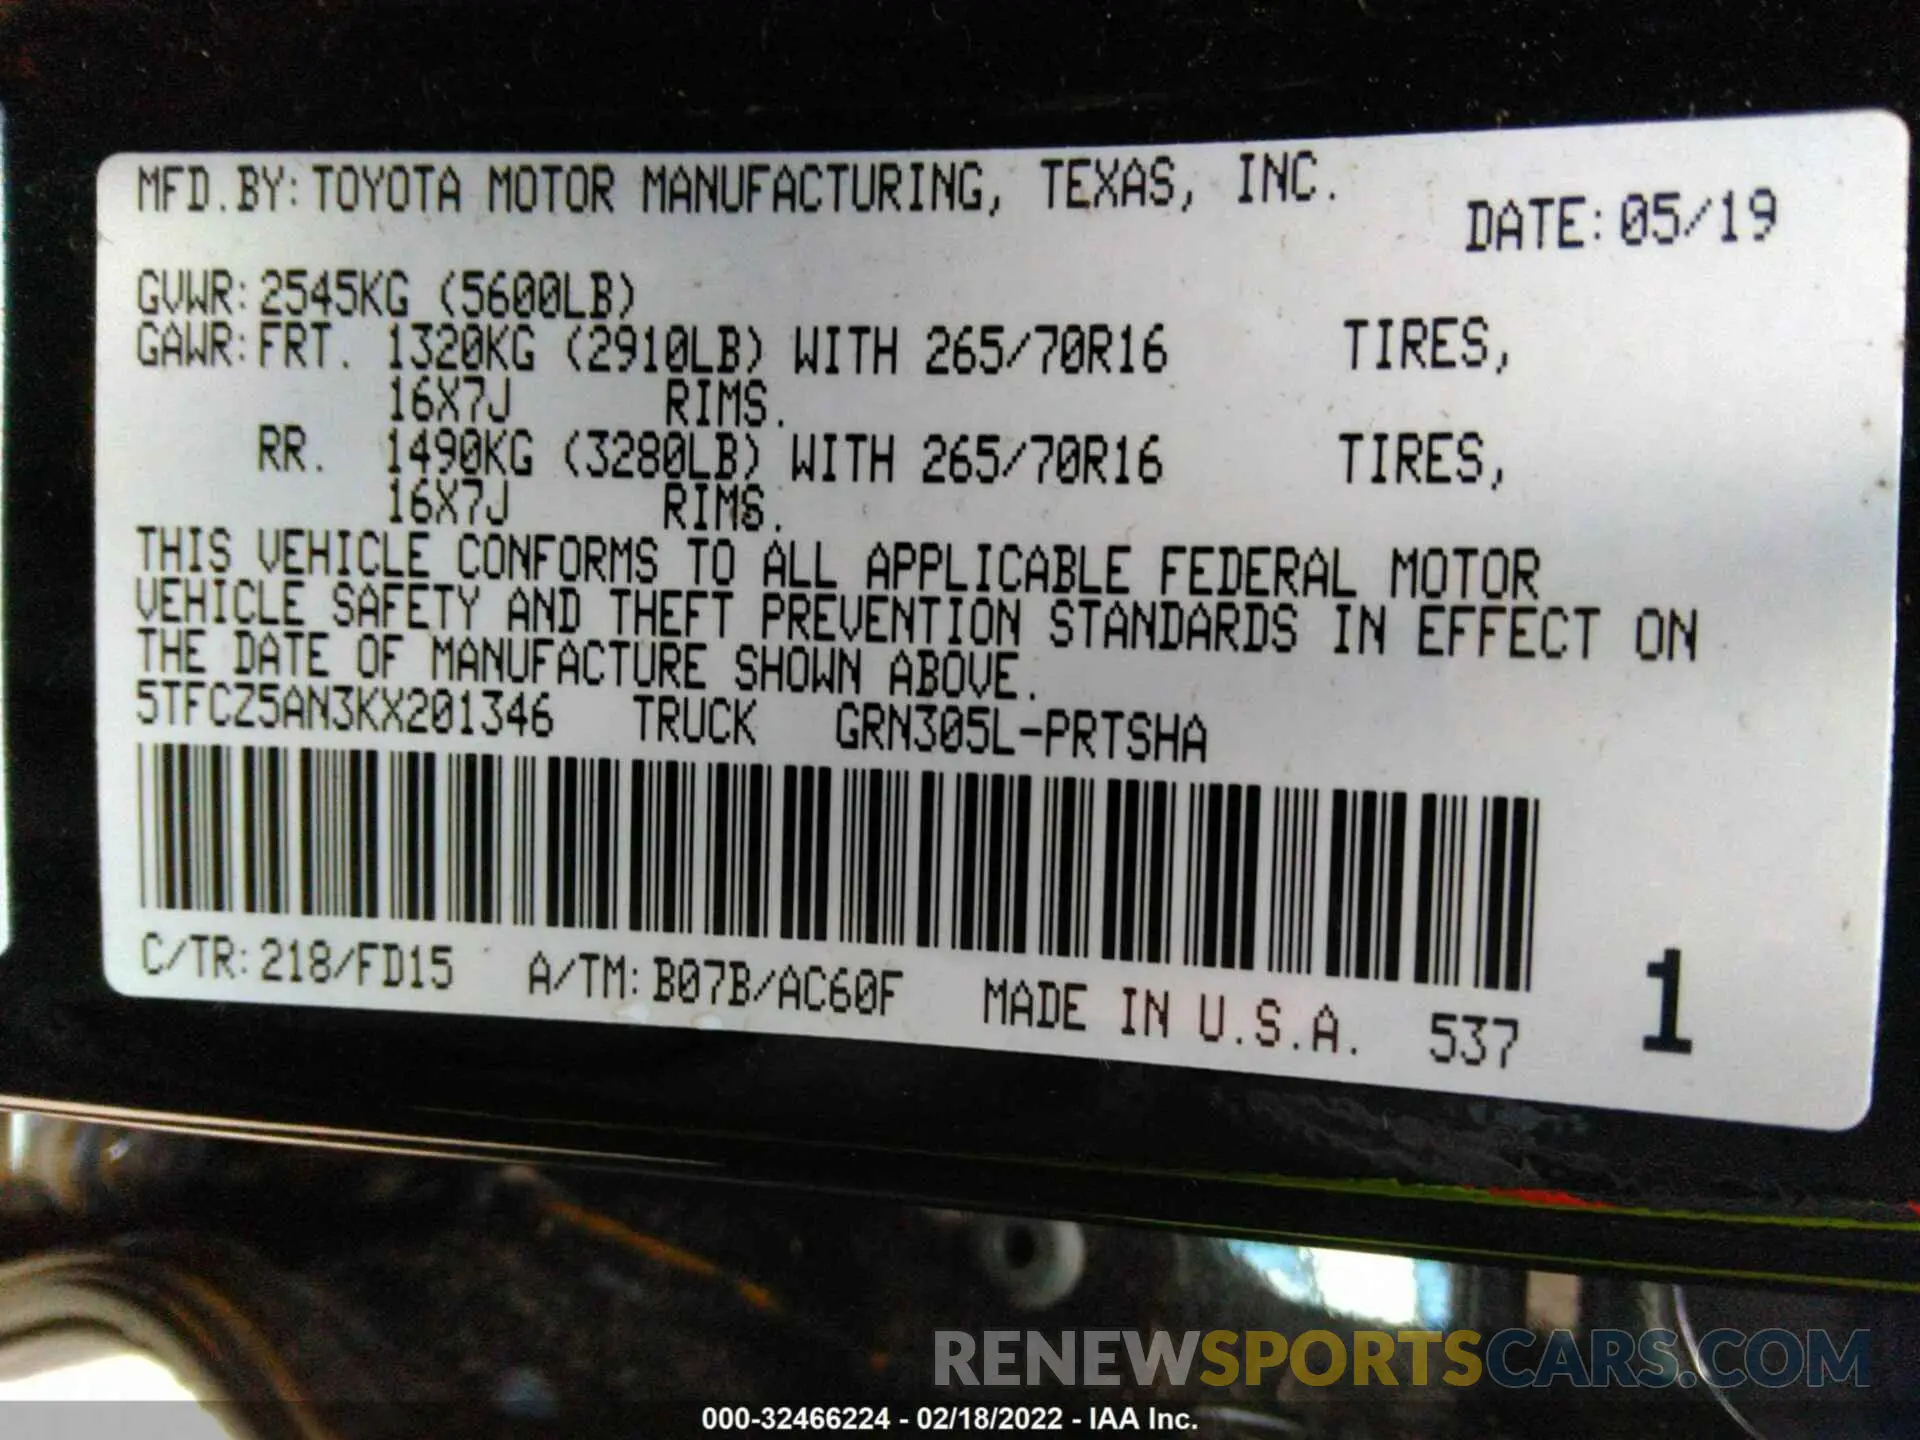 MFD.BY:TOYOTA MOTOR MANUFACTURING, TEXAS, INC.
DATE:05/19
GVWR:2545KG (5600LB)
GAWR:FRT. 1320KG (2910LB) WITH 265/70R16 TIRES,
16X7J RIMS.
RR. 1490KG (3280LB) WITH 265/70R16 TIRES,
16X7J RIMS.
THIS VEHICLE CONFORMS TO ALL APPLICABLE FEDERAL MOTOR
VEHICLE SAFETY AND THEFT PREVENTION STANDARDS IN EFFECT ON
THE DATE OF MANUFACTURE SHOWN ABOVE.
5TFCZ5AN3KX201346 TRUCK GRN305L-PRTSHA
C/TR:218/FD15 A/TM:B07B/AC60F MADE IN U.S.A. 537
1
RENEWSPORTSCARS.COM
000-32466224 - 02/18/2022 - IAA Inc.